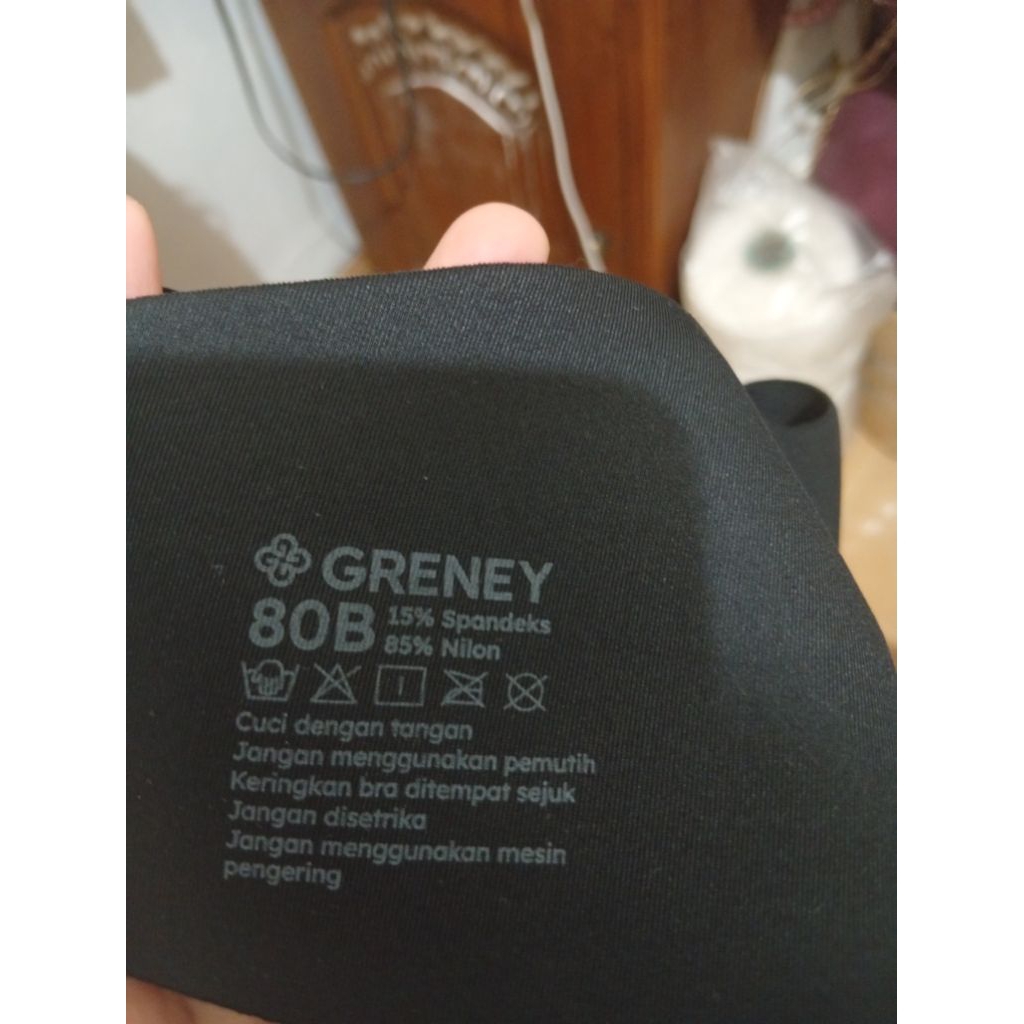 GRENEY
80B
15% Spandeks
85% Nilon
Cuci dengan tangan
Jangan menggunakan pemutih
Keringkan bra ditempat sejuk
Jangan disetrika
Jangan menggunakan mesin
pengering